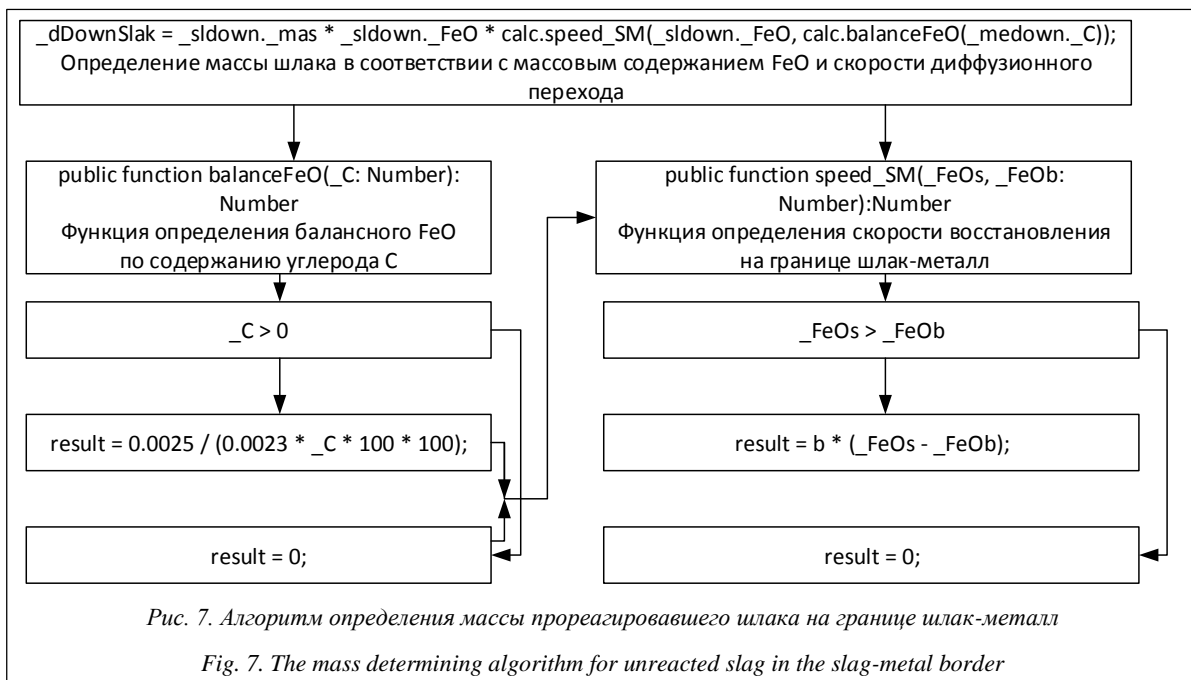 _dDownSlak = _sldown._mas * _sldown._FeO * calc.speed_SM(_sldown._FeO, calc.balanceFeO(_medown._C));
Определение массы шлака в соответствии с массовым содержанием FeO и скорости диффузионного
перехода
public function balanceFeO(_C: Number):
Number
Функция определения балансного FeO
по содержанию углерода C
_C > 0
result = 0.0025 / (0.0023 * _C * 100 * 100);
result = 0;
public function speed_SM(_FeOs, _FeOb:
Number):Number
Функция определения скорости восстановления
на границе шлак-металл
_FeOs > _FeOb
result = b * (_FeOs - _FeOb);
result = 0;
Рис. 7. Алгоритм определения массы прореагировавшего шлака на границе шлак-металл
Fig. 7. The mass determining algorithm for unreacted slag in the slag-metal border